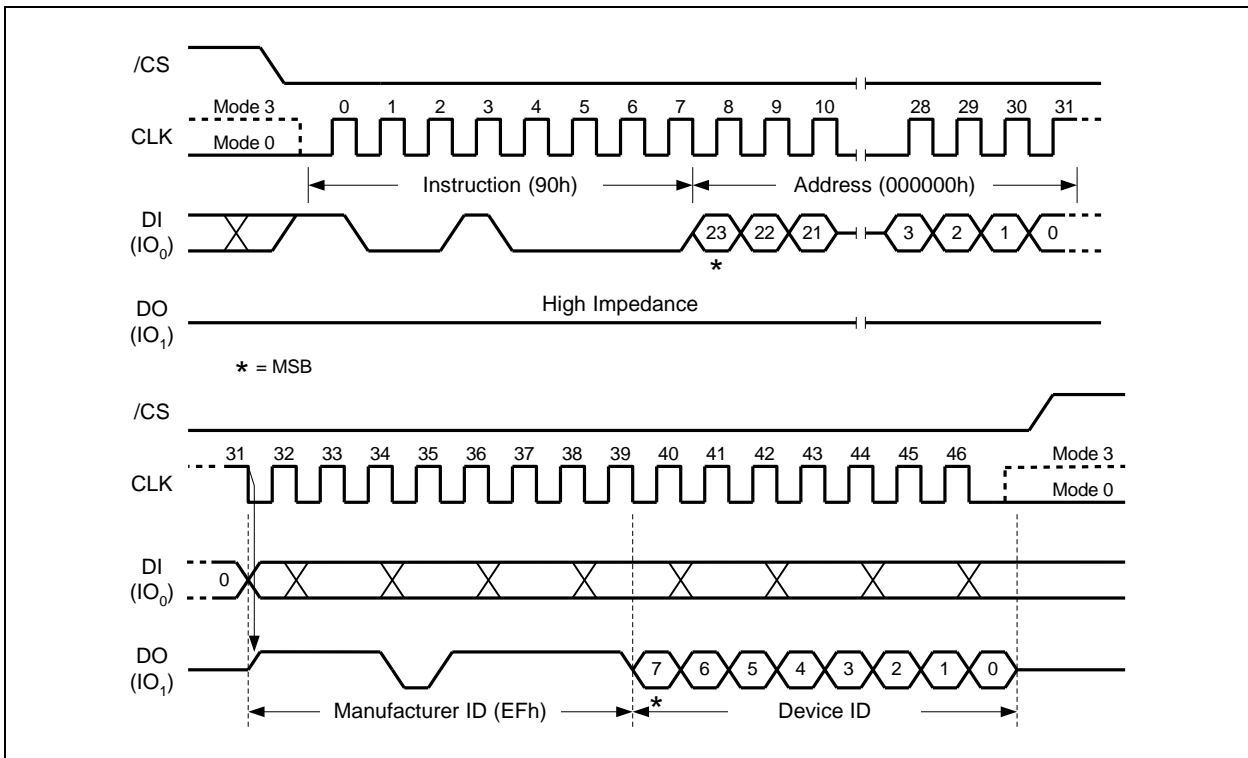 /CS
Mode 3
0 1 2 3 4 5 6 7 8 9 10 28 29 30 31
CLK
Mode 0
Instruction (90h) Address (000000h)
DI
(IO0)
23 22 21 3 2 1 0
*
High Impedance
DO
(IO1)
* = MSB
/CS
31 32 33 34 35 36 37 38 39 40 41 42 43 44 45 46
Mode 3
CLK
Mode 0
DI
(IO0)
0
DO
(IO1)
7 6 5 4 3 2 1 0
*
Manufacturer ID (EFh) Device ID